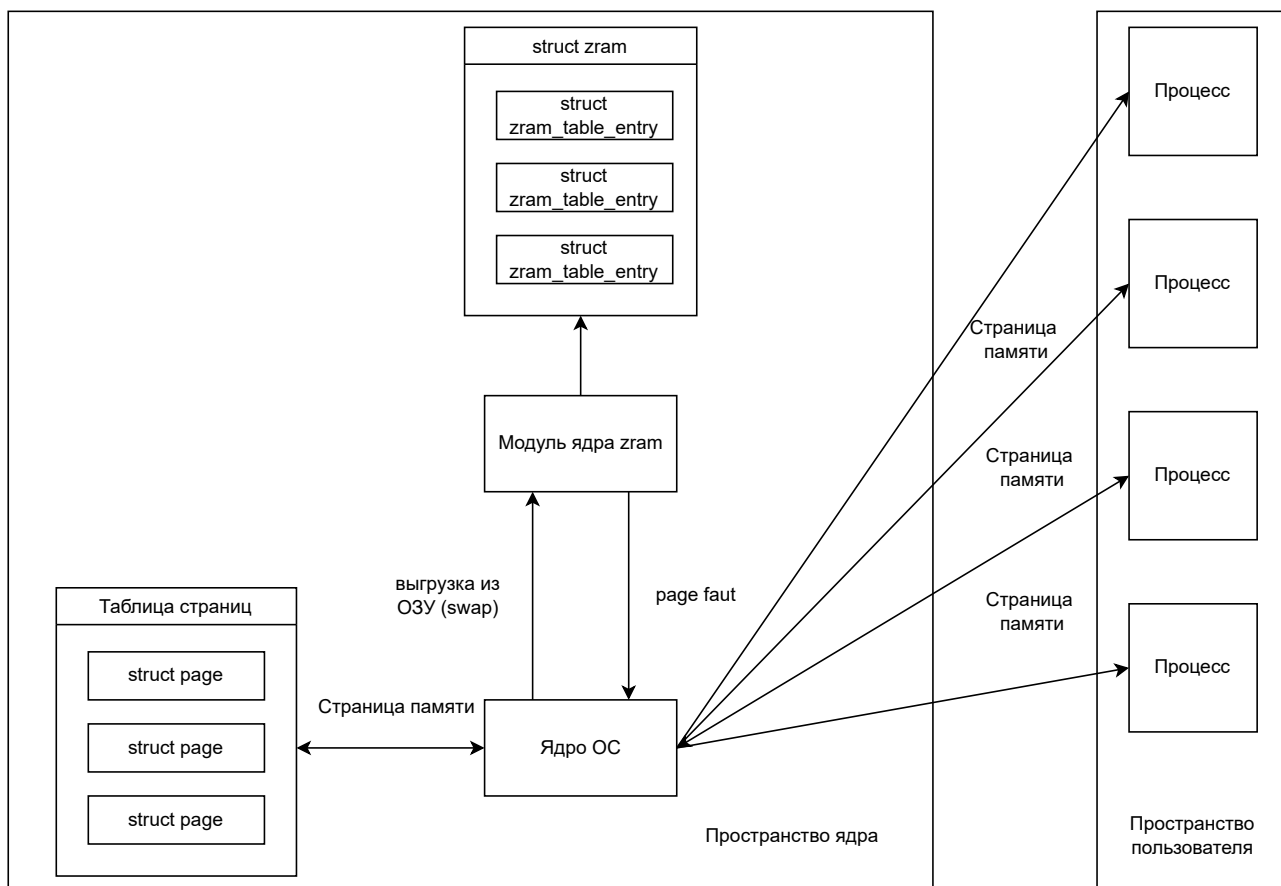 struct zram
struct
zram_table_entry
struct
zram_table_entry
struct
zram_table_entry
Модуль ядра zram
выгрузка из
ОЗУ (swap)
page faut
Таблица страниц
struct page
struct page
struct page
Страница памяти
Ядро ОС
Пространство ядра
Страница
памяти
Страница
памяти
Страница
памяти
Процесс
Процесс
Процесс
Процесс
Пространство
пользователя